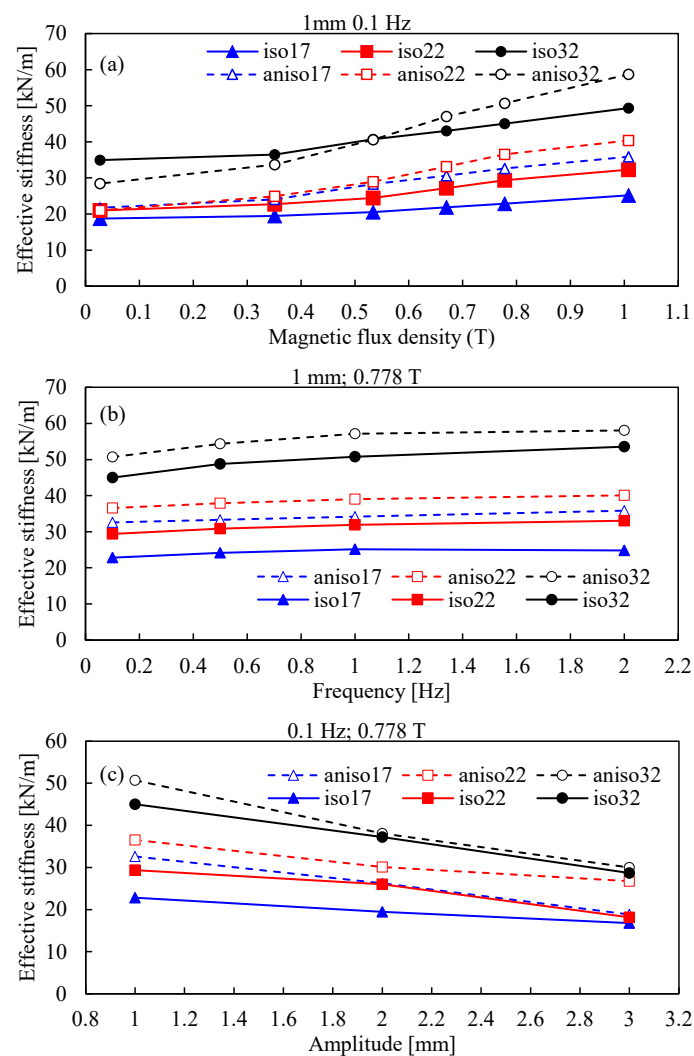 1mm 0.1 Hz
(a)
iso17 iso22 iso32
aniso17 aniso22 aniso32
Effective stiffness [kN/m]
70
60
50
40
30
20
10
0
0 0.1 0.2 0.3 0.4 0.5 0.6 0.7 0.8 0.9 1 1.1
Magnetic flux density (T)
1 mm; 0.778 T
(b)
Effective stiffness [kN/m]
70
60
50
40
30
20
10
0
aniso17 aniso22 aniso32
iso17 iso22 iso32
0 0.2 0.4 0.6 0.8 1 1.2 1.4 1.6 1.8 2 2.2
Frequency [Hz]
0.1 Hz; 0.778 T
(c)
aniso17 aniso22 aniso32
iso17 iso22 iso32
Effective stiffness [kN/m]
60
50
40
30
20
10
0
0.8 1 1.2 1.4 1.6 1.8 2 2.2 2.4 2.6 2.8 3 3.2
Amplitude [mm]